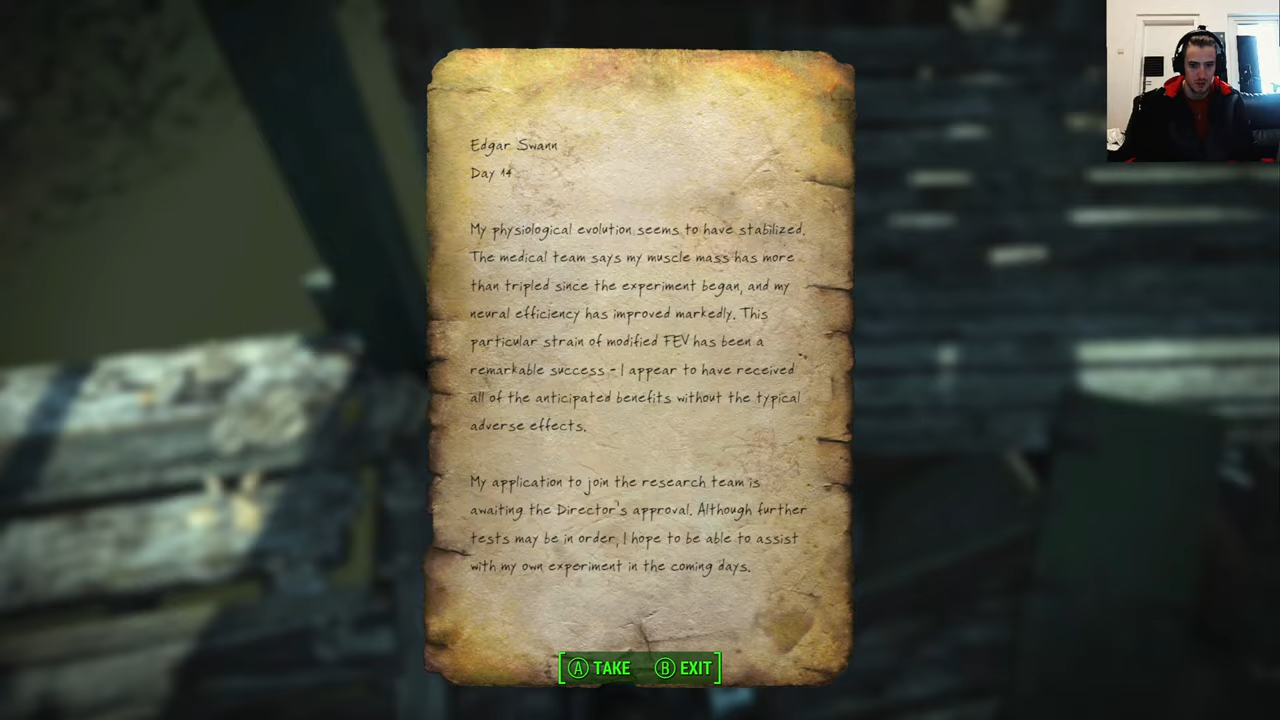 Edgar Swann
Day 14
My physiological evolution seems to have stabilized.
The medical team says my muscle mass has more
than tripled since the experiment began, and my
neural efficiency has improved markedly. This
particular strain of modified FEV has been a
remarkable success - I appear to have received
all of the anticipated benefits without the typical
adverse effects.
My application to join the research team is
awaiting the Director's approval. Although further
tests may be in order, I hope to be able to assist
with my own experiment in the coming days.
A TAKE B EXIT